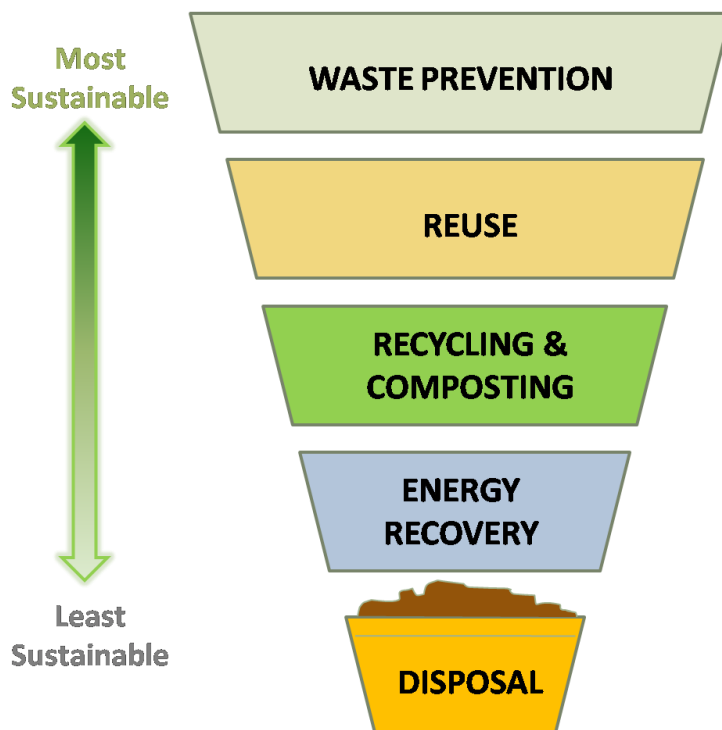 Most
Sustainable
WASTE PREVENTION
REUSE
RECYCLING &
COMPOSTING
ENERGY
RECOVERY
Least
Sustainable
DISPOSAL